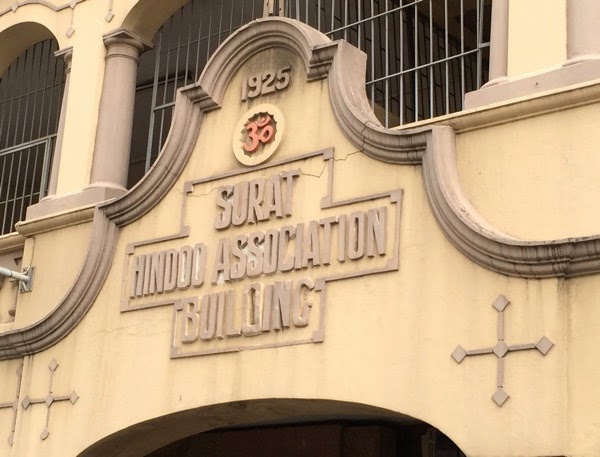 1925
ॐ
SURAT
HINDOO ASSOCIATION
BUILDING